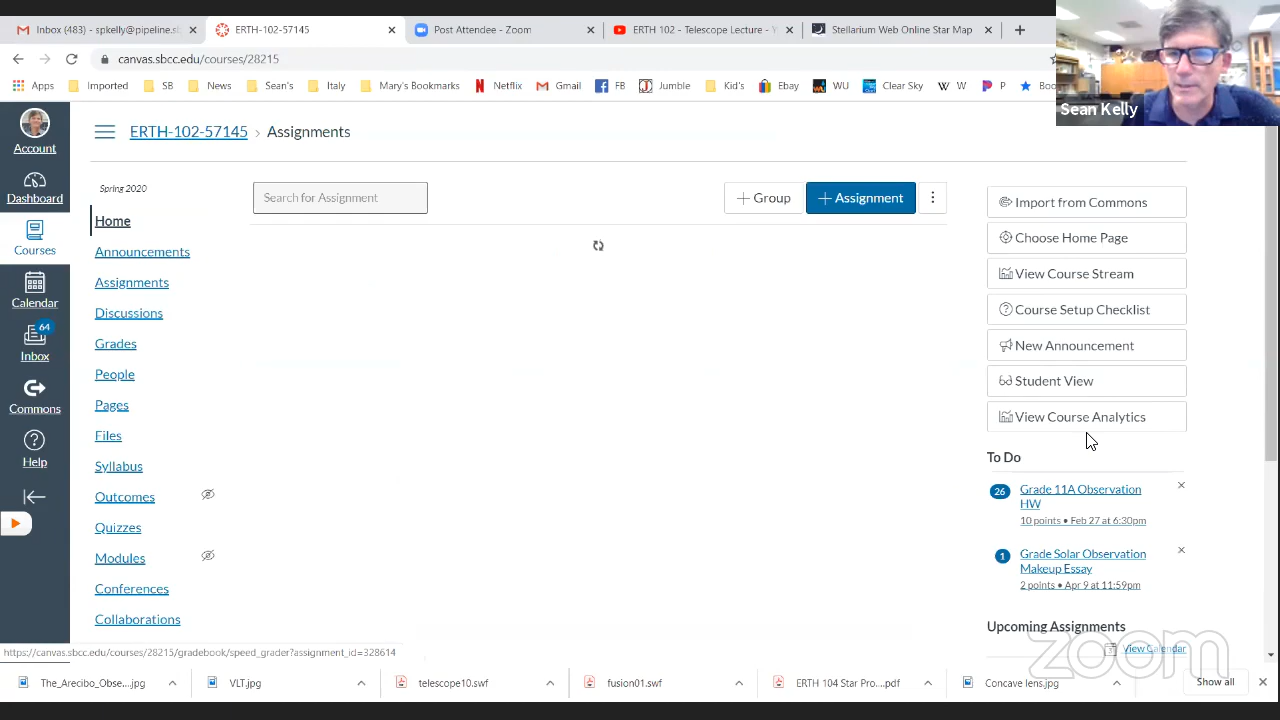 Inbox (483) - spkelly@pipeline.s
ERTH-102-57145
Post Attendee - Zoom
ERTH 102 - Telescope Lecture - Y
Stellarium Web Online Star Map
canvas.sbcc.edu/courses/28215
Apps
Imported
SB
News
Sean's
Italy
Mary's Bookmarks
Netflix
Gmail
FB
Jumble
Kid's
Ebay
WU
Clear Sky
W
P
Boo
Sean Kelly
Account
Dashboard
Courses
Calendar
64
Inbox
Commons
Help
ERTH-102-57145 › Assignments
Spring 2020
Home
Announcements
Assignments
Discussions
Grades
People
Pages
Files
Syllabus
Outcomes
Quizzes
Modules
Conferences
Collaborations
Search for Assignment
+ Group
+ Assignment
Import from Commons
Choose Home Page
View Course Stream
Course Setup Checklist
New Announcement
Student View
View Course Analytics
To Do
26
Grade 11A Observation
HW
10 points • Feb 27 at 6:30pm
1
Grade Solar Observation
Makeup Essay
2 points • Apr 9 at 11:59pm
Upcoming Assignments
View Calendar
zoom
https://canvas.sbcc.edu/courses/28215/gradebook/speed_grader?assignment_id=328614
The_Arecibo_Obse....jpg
VLT.jpg
telescope10.swf
fusion01.swf
ERTH 104 Star Pro....pdf
Concave lens.jpg
Show all